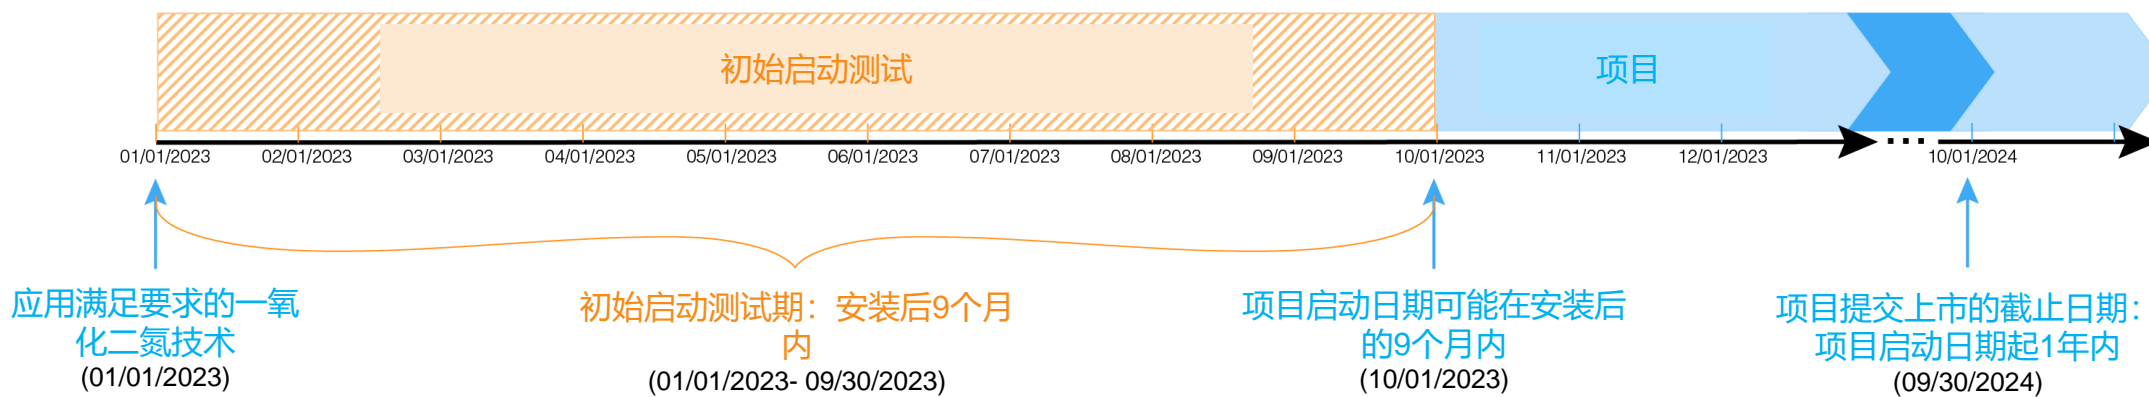 初始启动测试
项目
01/01/2023 02/01/2023 03/01/2023 04/01/2023 05/01/2023 06/01/2023 07/01/2023 08/01/2023 09/01/2023 10/01/2023 11/01/2023 12/01/2023 10/01/2024
应用满足要求的一氧
化二氮技术
(01/01/2023)
初始启动测试期：安装后9个月
内
(01/01/2023- 09/30/2023)
项目启动日期可能在安装后
的9个月内
(10/01/2023)
项目提交上市的截止日期：
项目启动日期起1年内
(09/30/2024)